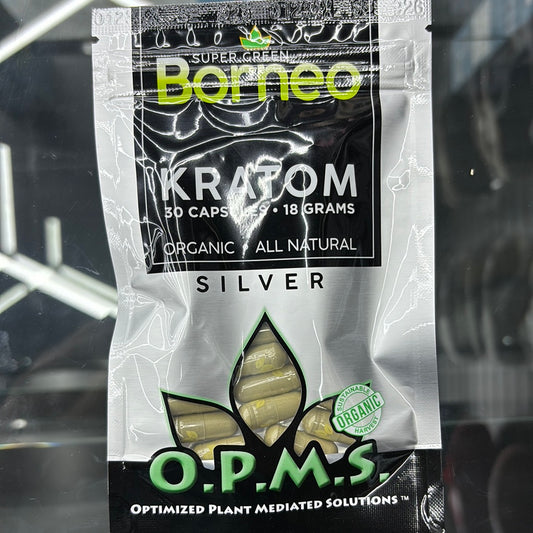 SUPER GREEN
Borneo
KRATOM
30 CAPSULES • 18 GRAMS
ORGANIC • ALL NATURAL
SILVER
SUSTAINABLE
ORGANIC
HARVEST
O.P.M.S.
OPTIMIZED PLANT MEDIATED SOLUTIONS™